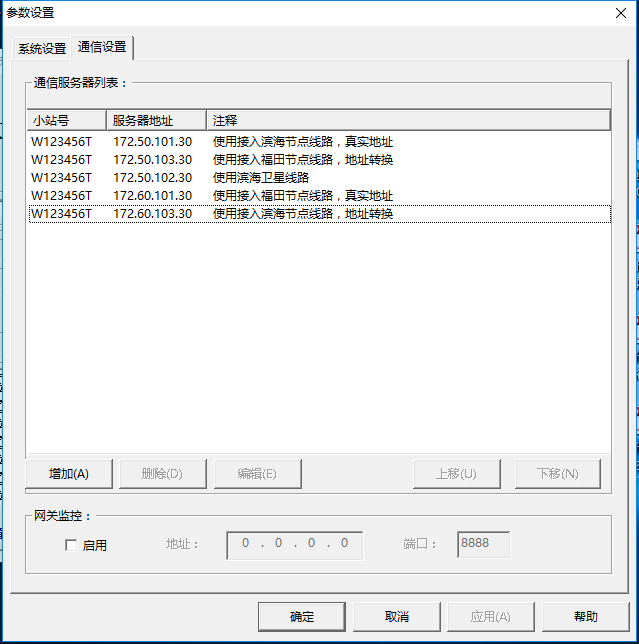 参数设置
系统设置 通信设置
通信服务器列表：
小站号 服务器地址 注释
W123456T 172.50.101.30 使用接入滨海节点线路，真实地址
W123456T 172.50.103.30 使用接入福田节点线路，地址转换
W123456T 172.50.102.30 使用滨海卫星线路
W123456T 172.60.101.30 使用接入福田节点线路，真实地址
W123456T 172.60.103.30 使用接入滨海节点线路，地址转换
增加(A) 删除(D) 编辑(E) 上移(U) 下移(N)
网关监控：
启用 地址： 0 . 0 . 0 . 0 端口： 8888
确定 取消 应用(A) 帮助